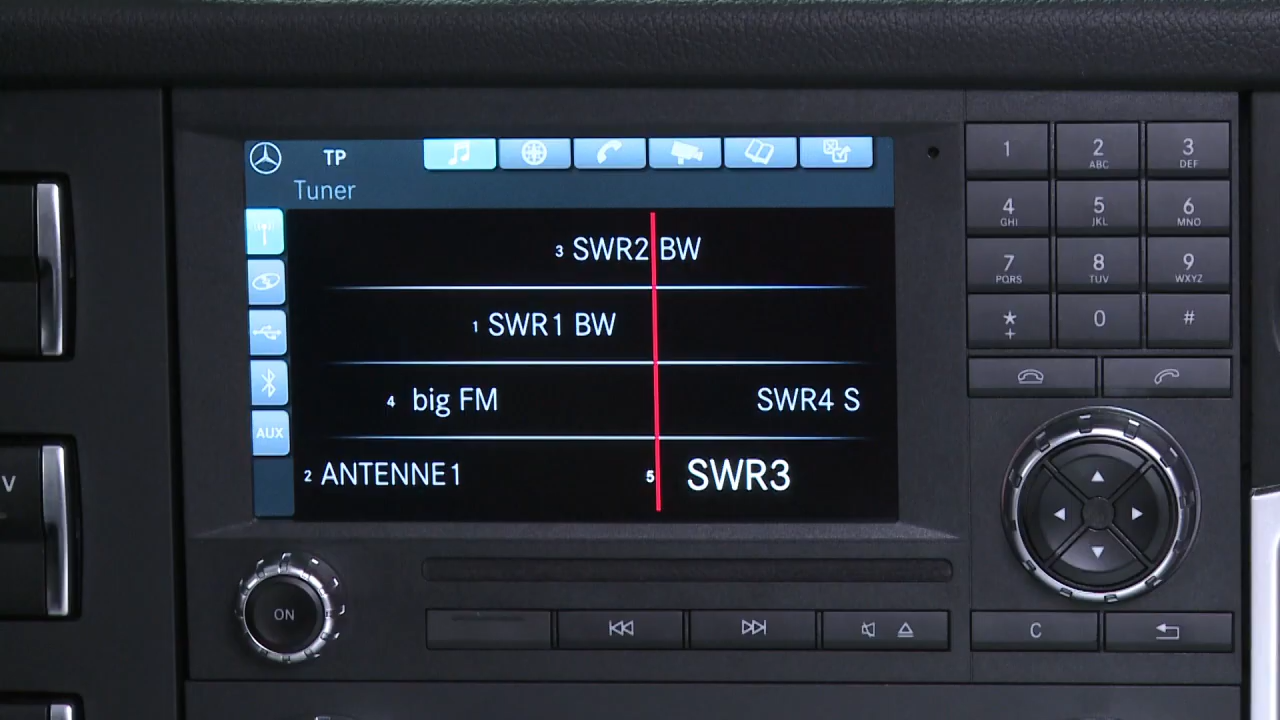 TP
Tuner
3 SWR2 BW
1 SWR1 BW
4 big FM SWR4 S
2 ANTENNE1 5 SWR3
AUX
V
ON
1 2 ABC 3 DEF
4 GHI 5 JKL 6 MNO
7 PQRS 8 TUV 9 WXYZ
* + 0 #
C